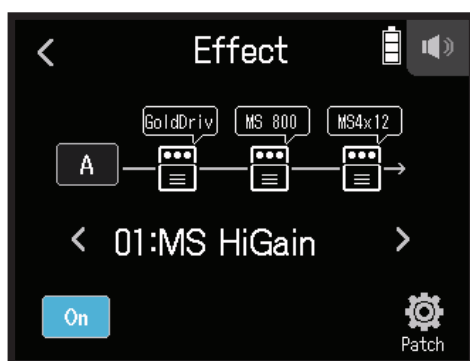 Effect
GoldDriv MS 800 MS4x12
A
01:MS HiGain
On
Patch